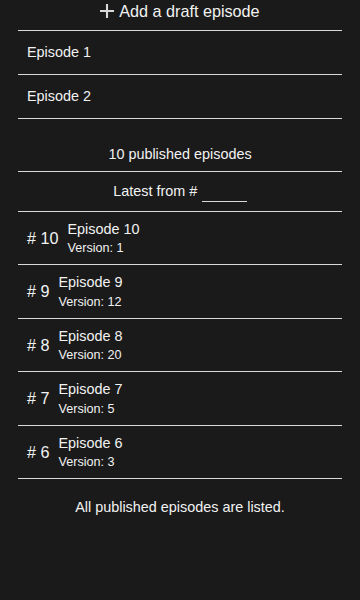 Add a draft episode
Episode 1
Episode 2
10 published episodes
Latest from #
# 10 Episode 10
Version: 1
# 9 Episode 9
Version: 12
# 8 Episode 8
Version: 20
# 7 Episode 7
Version: 5
# 6 Episode 6
Version: 3
All published episodes are listed.